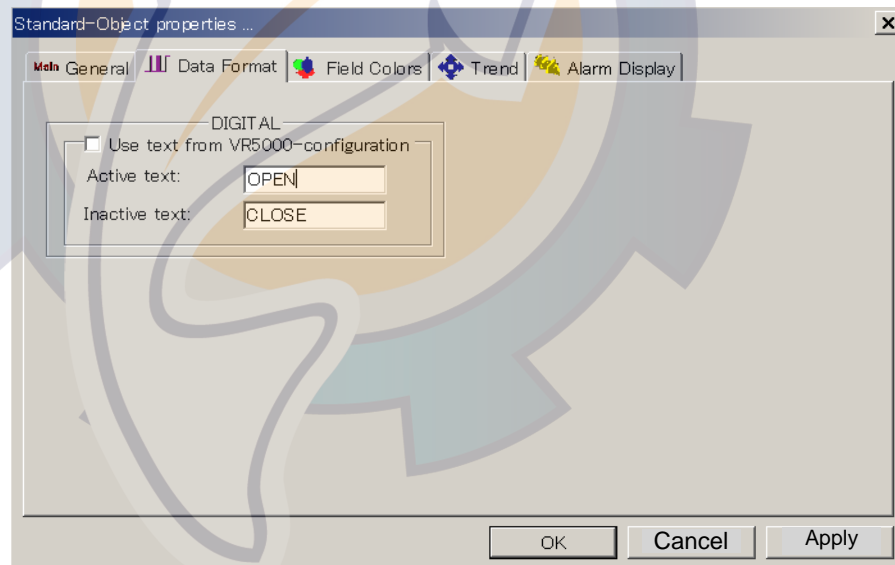 Standard-Object properties ...
Main General Data Format Field Colors Trend Alarm Display
DIGITAL
Use text from VR5000-configuration
Active text: OPEN
Inactive text: CLOSE
OK Cancel Apply